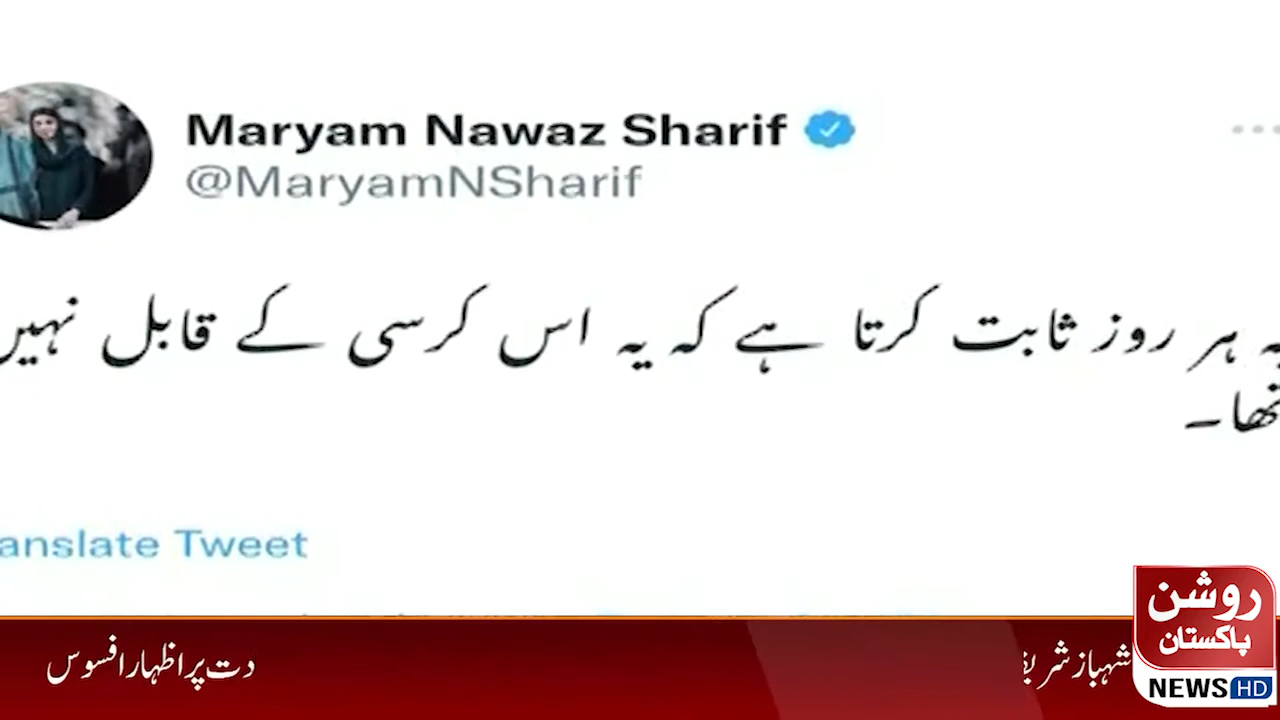 Maryam Nawaz Sharif
@MaryamNSharif
ہر روز ثابت کرتا ہے کہ یہ اس کرسی کے قابل نہیں
تھا۔
anslate Tweet
شہباز شریف
دت پر اظہار افسوس
روشن
پاکستان
NEWS HD